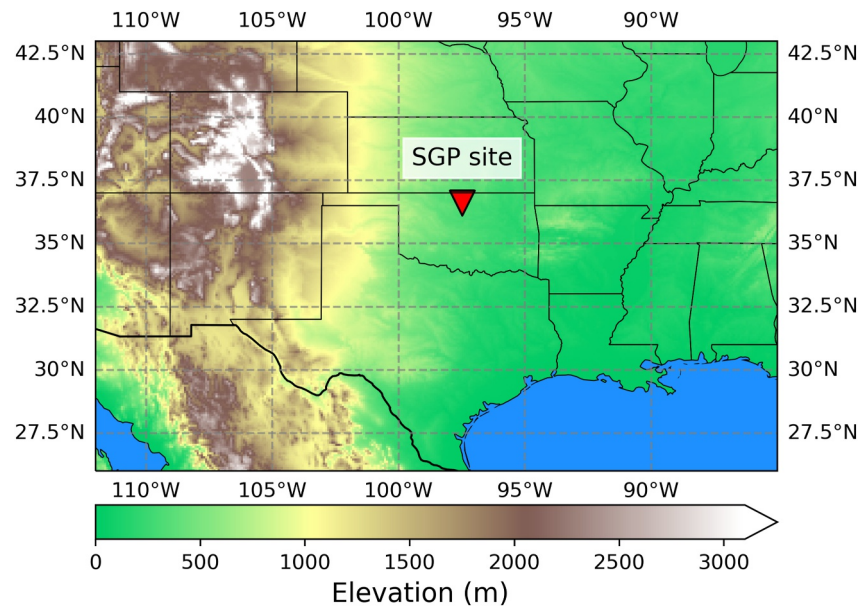 110°W 105°W 100°W 95°W 90°W
42.5°N 42.5°N
40°N 40°N
SGP site
37.5°N 37.5°N
35°N 35°N
32.5°N 32.5°N
30°N 30°N
27.5°N 27.5°N
110°W 105°W 100°W 95°W 90°W
0 500 1000 1500 2000 2500 3000
Elevation (m)